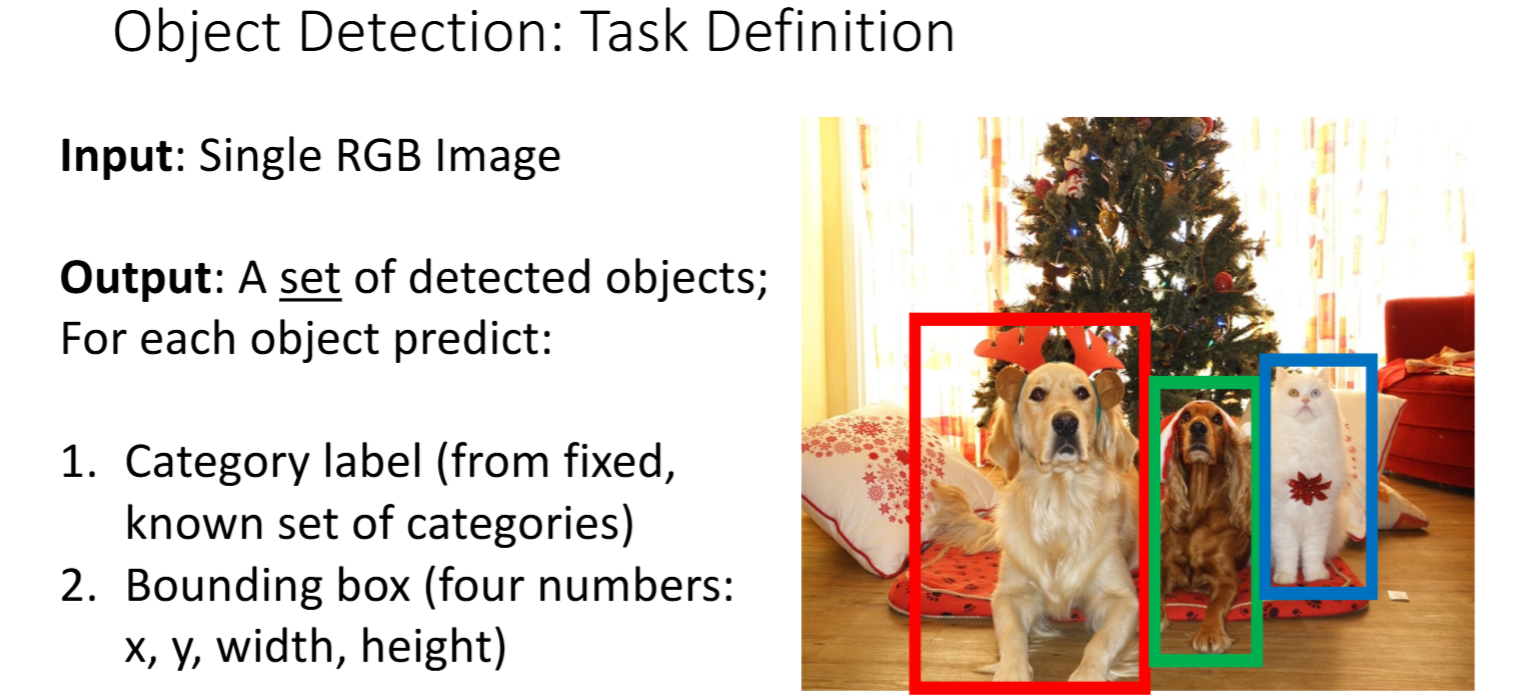 Object Detection: Task Definition
Input: Single RGB Image
Output: A set of detected objects;
For each object predict:
1. Category label (from fixed,
known set of categories)
2. Bounding box (four numbers:
x, y, width, height)